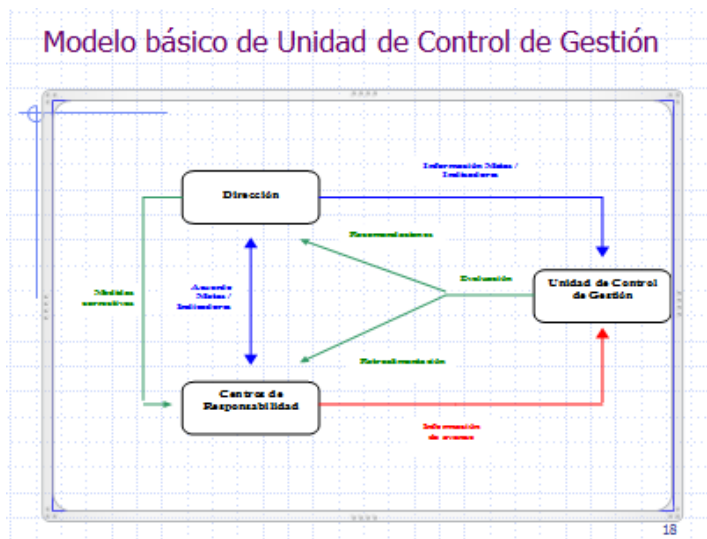 Modelo básico de Unidad de Control de Gestión
Información Metas /
Indicadores
Dirección
Recomendaciones
Evaluación
Unidad de Control
de Gestión
Medidas
correctivas
Acuerdo
Metas /
Indicadores
Retroalimentación
Centros de
Responsabilidad
Información
de avance
18